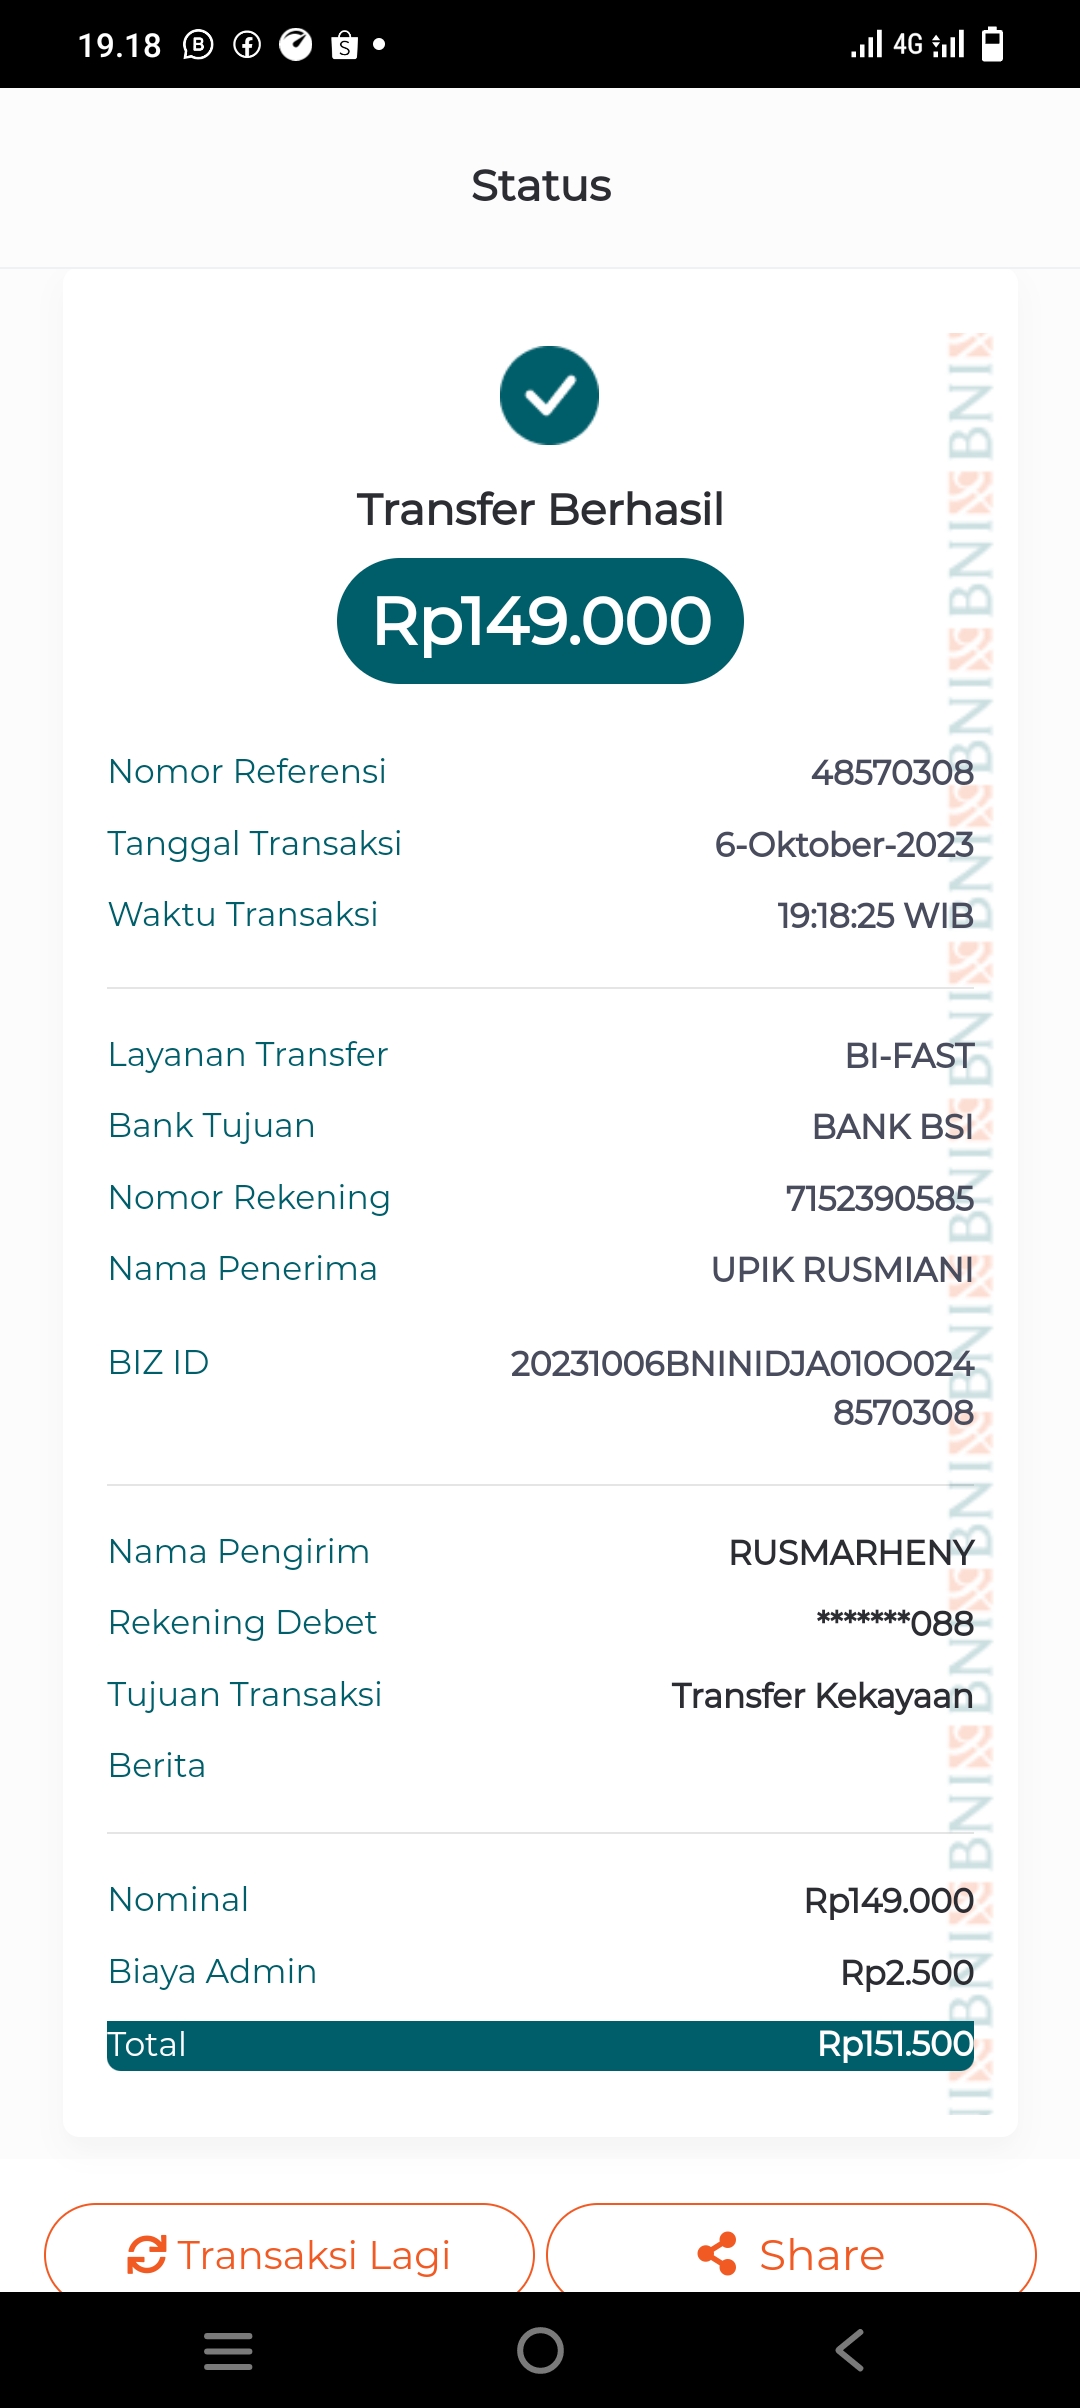 19.18
4G
Status
Transfer Berhasil
Rp149.000
Nomor Referensi 48570308
Tanggal Transaksi 6-Oktober-2023
Waktu Transaksi 19:18:25 WIB
Layanan Transfer BI-FAST
Bank Tujuan BANK BSI
Nomor Rekening 7152390585
Nama Penerima UPIK RUSMIANI
BIZ ID 20231006BNINIDJA010O024
8570308
Nama Pengirim RUSMARHENY
Rekening Debet *******088
Tujuan Transaksi Transfer Kekayaan
Berita
Nominal Rp149.000
Biaya Admin Rp2.500
Total Rp151.500
BNI BNI BNI BNI BNI BNI BNI BNI BNI BNI BNI
Transaksi Lagi
Share